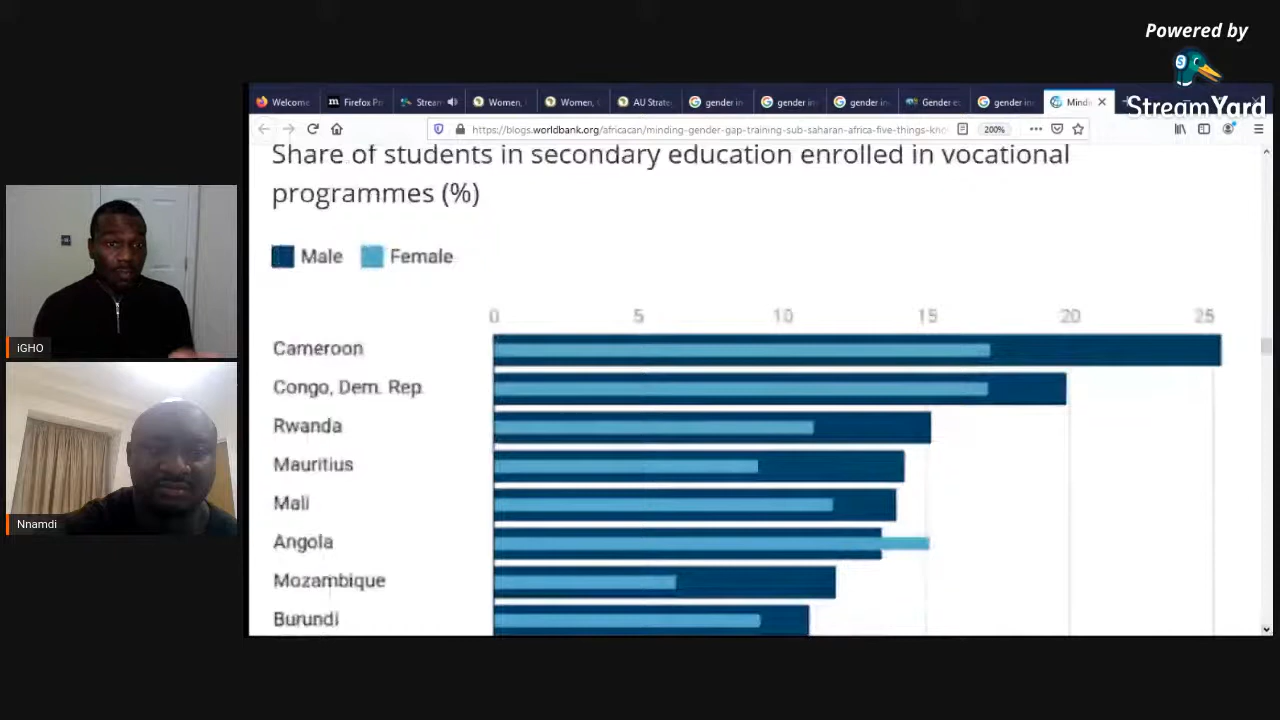 Powered by
StreamYard
Welcome
Firefox Pr
Stream
Women,
Women,
AU Strate
gender in
gender in
gender in
Gender e
gender in
Mindi
https://blogs.worldbank.org/africacan/minding-gender-gap-training-sub-saharan-africa-five-things-kno
200%
Share of students in secondary education enrolled in vocational
programmes (%)
Male
Female
0 5 10 15 20 25
Cameroon
Congo, Dem. Rep.
Rwanda
Mauritius
Mali
Angola
Mozambique
Burundi
iGHO
Nnamdi